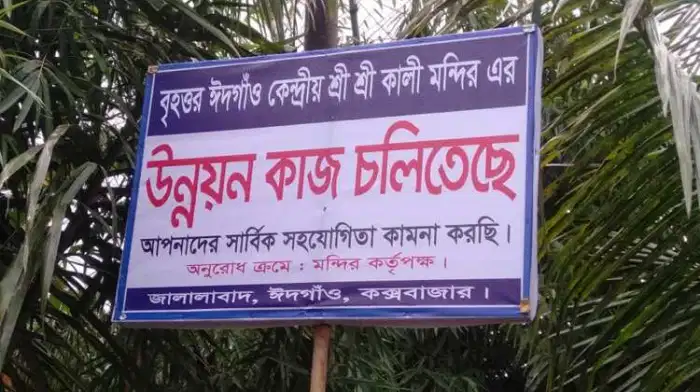 বৃহত্তর ঈদগাঁও কেন্দ্রীয় শ্রী শ্রী কালী মন্দির এর
উন্নয়ন কাজ চলিতেছে
আপনাদের সার্বিক সহযোগিতা কামনা করছি।
অনুরোধ ক্রমে : মন্দির কর্তৃপক্ষ।
জালালাবাদ, ঈদগাঁও, কক্সবাজার।